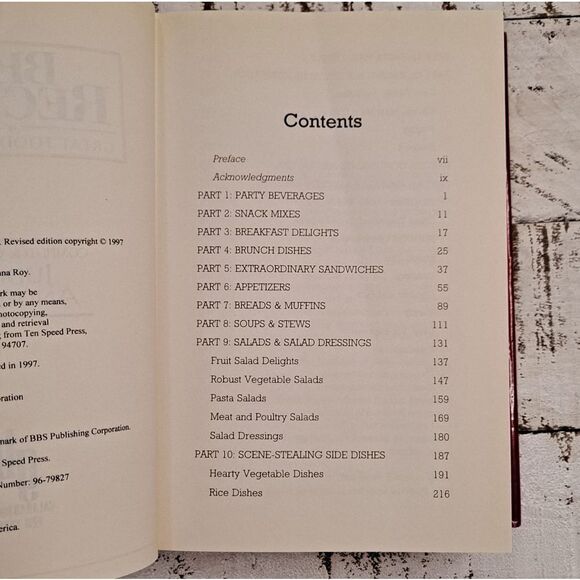 . Revised edition copyright © 1997
na Roy.
rk may be
or by any means,
hotocopying,
and retrieval
from Ten Speed Press,
94707.
ed in 1997.
oration
mark of BBS Publishing Corporation.
Speed Press.
Number: 96-79827
erica.
Contents
Preface vii
Acknowledgments ix
PART 1: PARTY BEVERAGES 1
PART 2: SNACK MIXES 11
PART 3: BREAKFAST DELIGHTS 17
PART 4: BRUNCH DISHES 25
PART 5: EXTRAORDINARY SANDWICHES 37
PART 6: APPETIZERS 55
PART 7: BREADS & MUFFINS 89
PART 8: SOUPS & STEWS 111
PART 9: SALADS & SALAD DRESSINGS 131
Fruit Salad Delights 137
Robust Vegetable Salads 147
Pasta Salads 159
Meat and Poultry Salads 169
Salad Dressings 180
PART 10: SCENE-STEALING SIDE DISHES 187
Hearty Vegetable Dishes 191
Rice Dishes 216